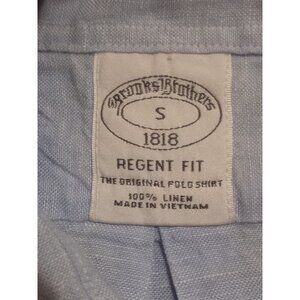 Brooks Brothers
S
1818
REGENT FIT
THE ORIGINAL POLO SHIRT
100% LINEN
MADE IN VIETNAM